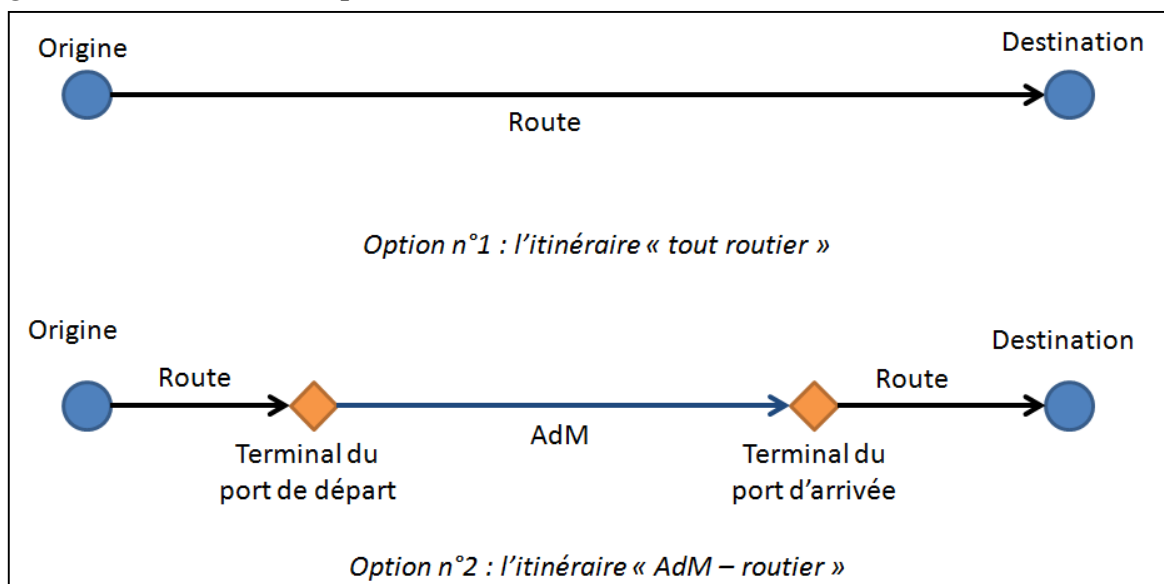 Origine
Destination
Route
Option n°1 : l'itinéraire « tout routier »
Origine
Destination
Route
Route
AdM
Terminal du
port de départ
Terminal du
port d'arrivée
Option n°2 : l'itinéraire « AdM – routier »